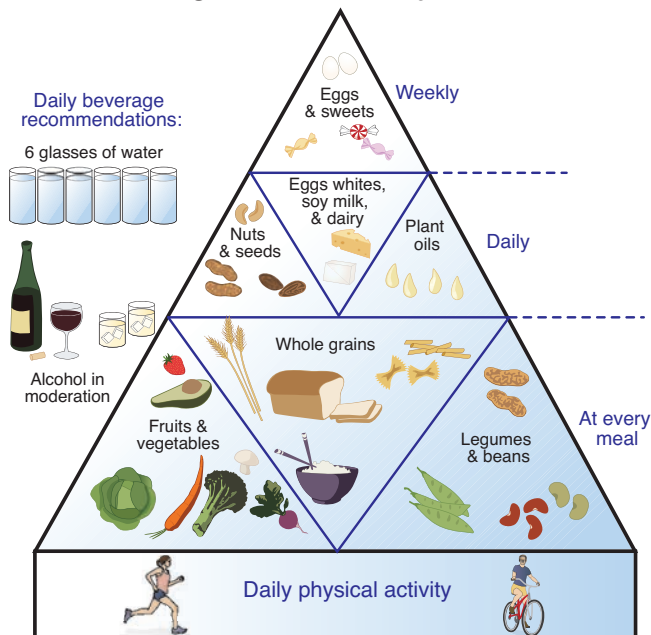 Daily beverage
recommendations:
6 glasses of water
Alcohol in
moderation
Eggs
& sweets
Weekly
Nuts
& seeds
Eggs whites,
soy milk,
& dairy
Plant
oils
Daily
Fruits &
vegetables
Whole grains
Legumes
& beans
At every
meal
Daily physical activity